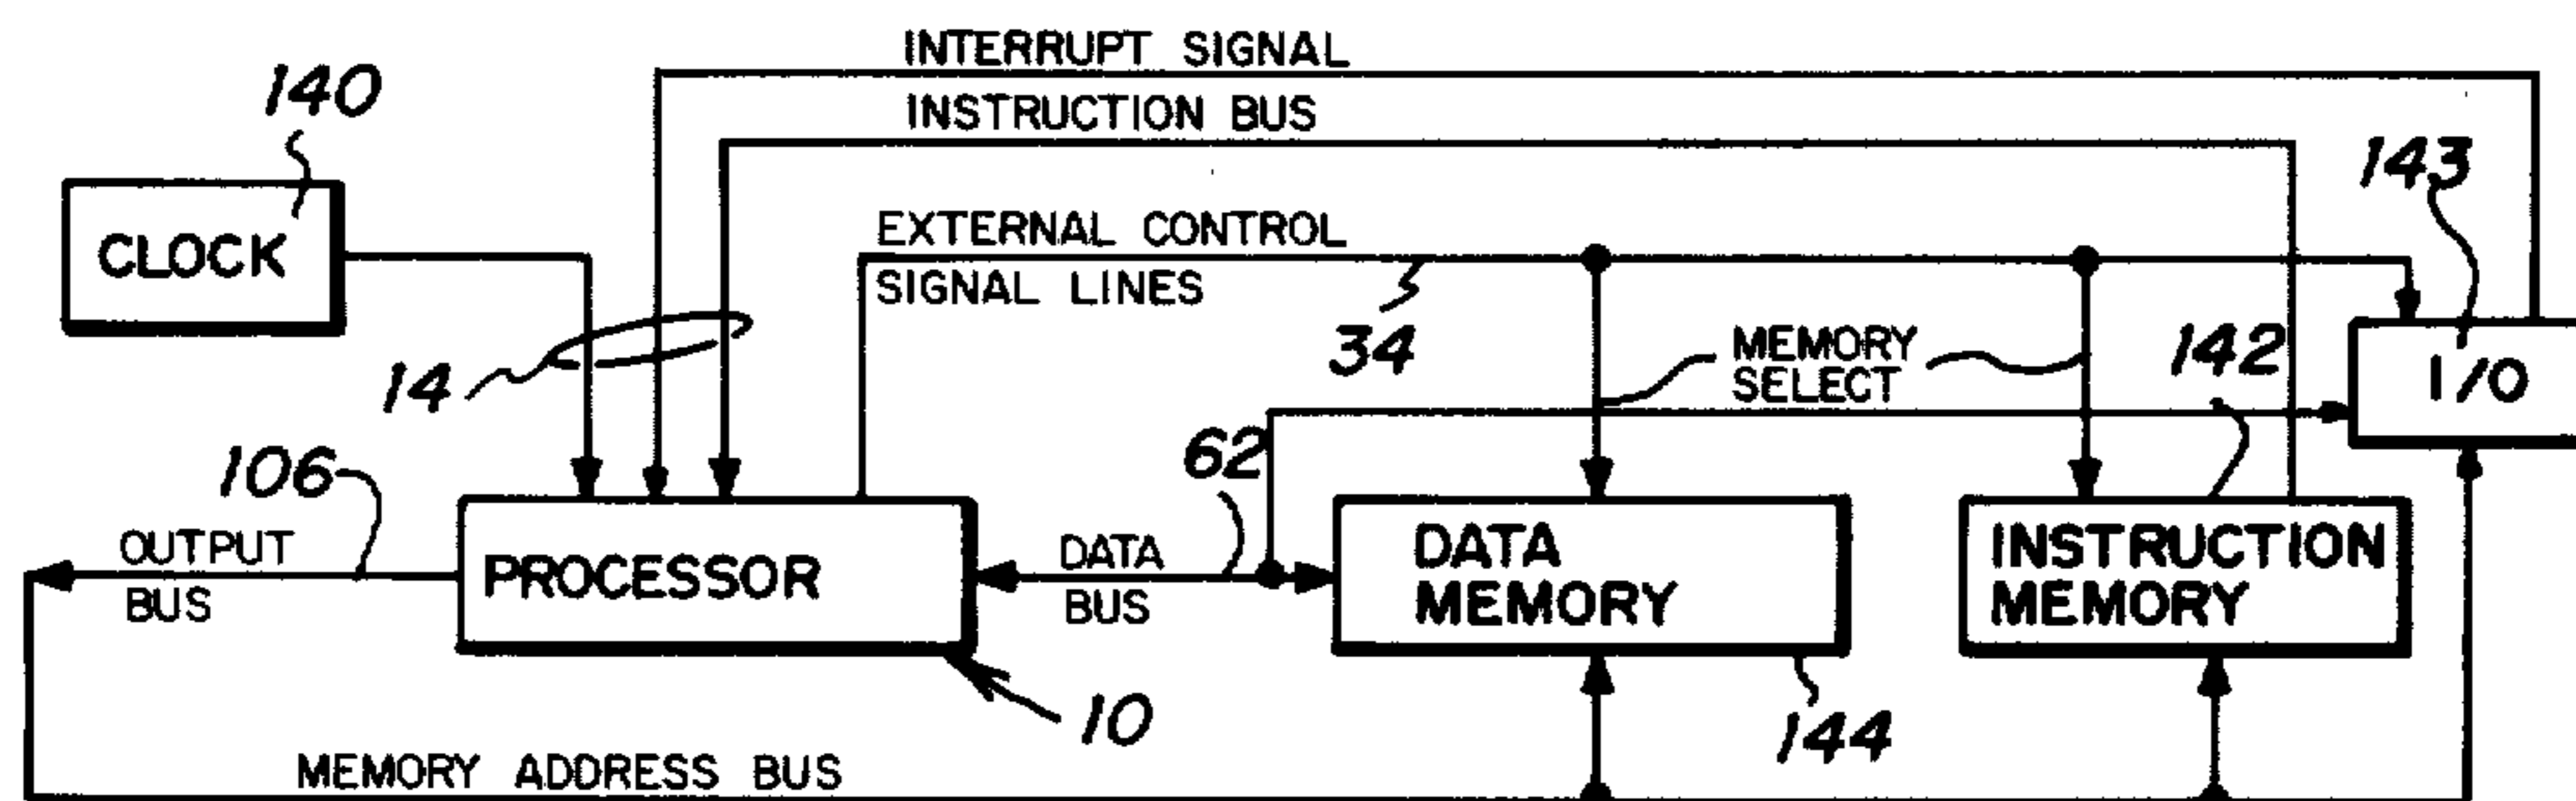 INTERRUPT SIGNAL
140
INSTRUCTION BUS
143
CLOCK
EXTERNAL CONTROL
SIGNAL LINES
34
MEMORY
SELECT
142
I/O
14
106
62
OUTPUT
BUS
PROCESSOR
DATA
BUS
DATA
MEMORY
INSTRUCTION
MEMORY
10
144
MEMORY ADDRESS BUS